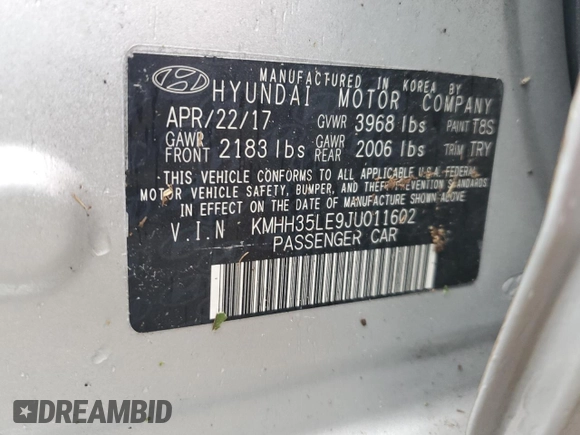 MANUFACTURED IN KOREA BY
HYUNDAI MOTOR COMPANY
APR/22/17 GVWR 3968 lbs PAINT T8S
GAWR FRONT 2183 lbs GAWR REAR 2006 lbs TRIM TRY
THIS VEHICLE CONFORMS TO ALL APPLICABLE U.S.A. FEDERAL
MOTOR VEHICLE SAFETY, BUMPER, AND THEFT PREVENTION
STANDARDS IN EFFECT ON THE DATE OF MANUFACTURE SHOWN ABOVE.
V.I.N KMHH35LE9JU011602
PASSENGER CAR
DREAMBID